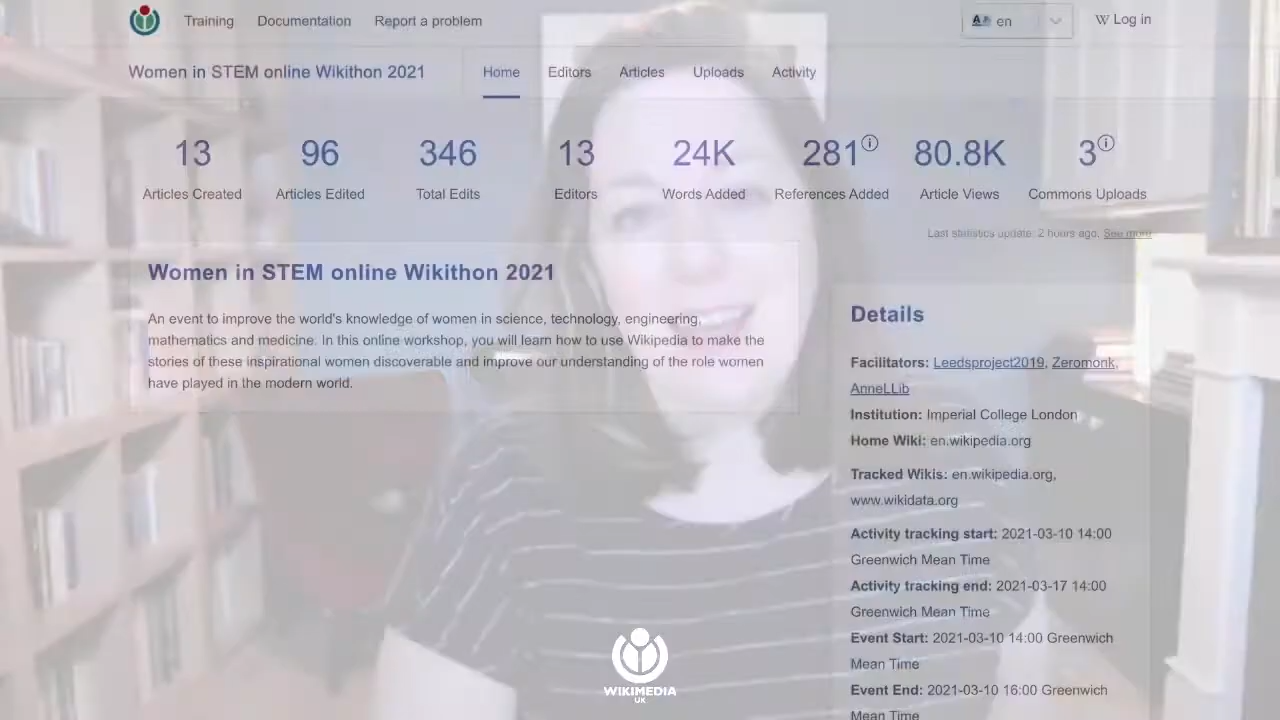 Training Documentation Report a problem
en
Log in
Women in STEM online Wikithon 2021
Home Editors Articles Uploads Activity
13 96 346 13 24K 281 80.8K 3
Articles Created Articles Edited Total Edits Editors Words Added References Added Article Views Commons Uploads
Last statistics update: 2 hours ago. See more
Women in STEM online Wikithon 2021
An event to improve the world's knowledge of women in science, technology, engineering,
mathematics and medicine. In this online workshop, you will learn how to use Wikipedia to make the
stories of these inspirational women discoverable and improve our understanding of the role women
have played in the modern world.
Details
Facilitators: Leedsproject2019, Zeromonk,
AnneLLib
Institution: Imperial College London
Home Wiki: en.wikipedia.org
Tracked Wikis: en.wikipedia.org,
www.wikidata.org
Activity tracking start: 2021-03-10 14:00
Greenwich Mean Time
Activity tracking end: 2021-03-17 14:00
Greenwich Mean Time
Event Start: 2021-03-10 14:00 Greenwich
Mean Time
Event End: 2021-03-10 16:00 Greenwich
Mean Time
WIKIMEDIA
UK